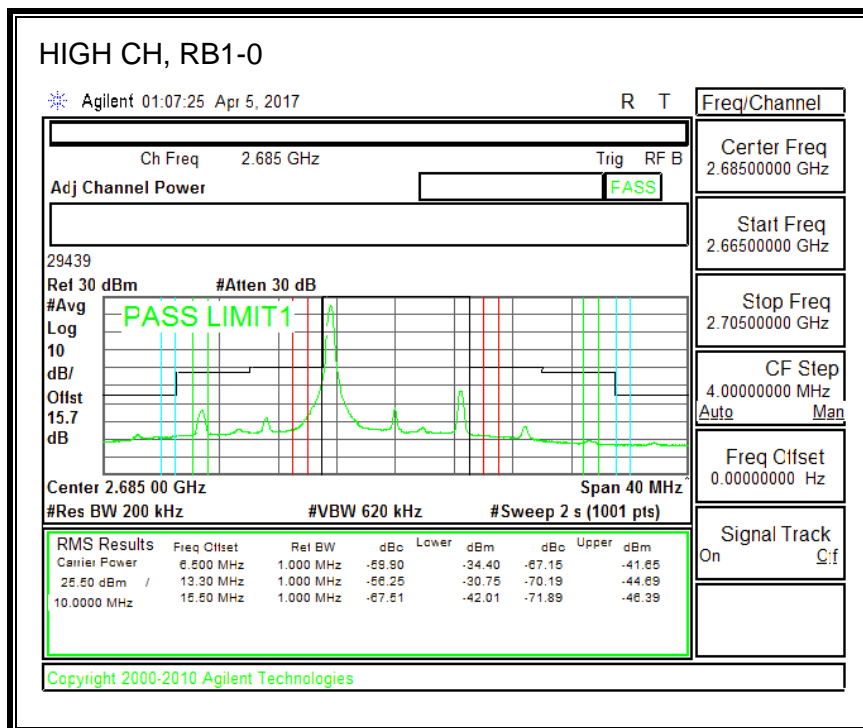 HIGH CH, RB1-0
Agilent 01:07:25 Apr 5, 2017 R T
Freq/Channel
Ch Freq 2.685 GHz Trig RF B
Adj Channel Power PASS
Center Freq
2.68500000 GHz
Start Freq
2.66500000 GHz
29439
Ref 30 dBm #Atten 30 dB
#Avg
Log
10
dB/
Offst
15.7
dB
PASS LIMIT1
Stop Freq
2.70500000 GHz
CF Step
4.00000000 MHz
Auto Man
Freq Offset
0.00000000 Hz
Center 2.685 00 GHz Span 40 MHz
#Res BW 200 kHz #VBW 620 kHz #Sweep 2 s (1001 pts)
Signal Track
On Off
RMS Results Freq Offset Ref BW dBc Lower dBm dBc Upper dBm
Carrier Power 6.500 MHz 1.000 MHz -59.90 -34.40 -67.15 -41.65
25.50 dBm / 13.30 MHz 1.000 MHz -56.25 -30.75 -70.19 -44.69
10.0000 MHz 15.50 MHz 1.000 MHz -67.51 -42.01 -71.89 -46.39
Copyright 2000-2010 Agilent Technologies